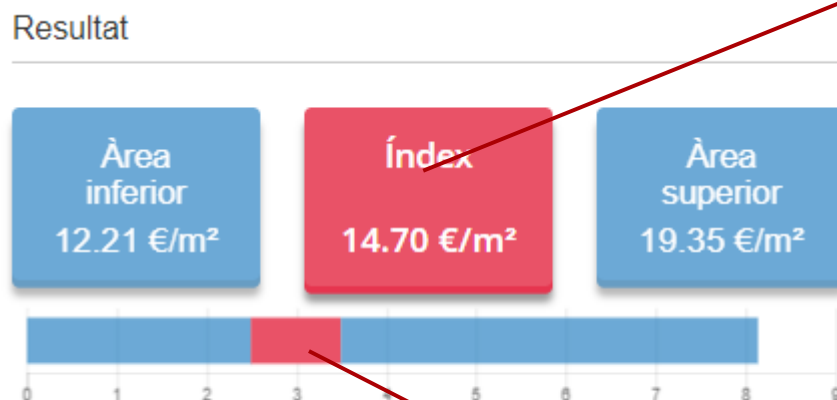 Resultat
Àrea
inferior
12.21 €/m²
Índex
14.70 €/m²
Àrea
superior
19.35 €/m²
0 1 2 3 4 5 6 7 8 9